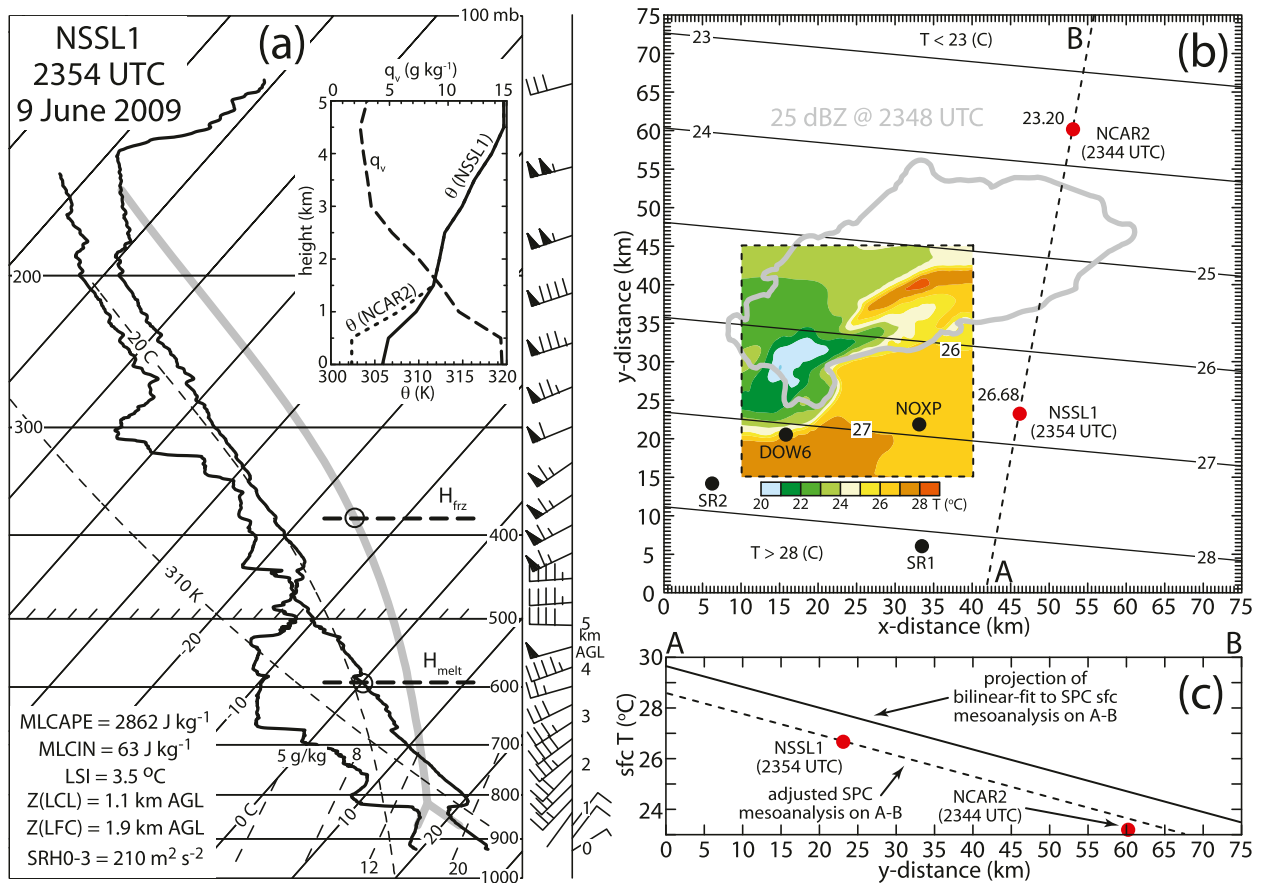 NSSL1
2354 UTC
9 June 2009
(a)
100 mb
200
300
400
500
600
700
800
900
1000
qv (g kg-1)
0 5 10 15
5
4
3
2
1
0
height (km)
300 305 310 315 320
θ (K)
qv
θ (NSSL1)
θ (NCAR2)
-20 C
Hfrz
310 K
-20
Hmelt
-10
5 g/kg
8
0 C
10
12
20
20
MLCAPE = 2862 J kg-1
MLCIN = 63 J kg-1
LSI = 3.5 oC
Z(LCL) = 1.1 km AGL
Z(LFC) = 1.9 km AGL
SRH0-3 = 210 m2 s-2
5
km
AGL
4
3
2
1
0
(b)
75
70
65
60
55
50
45
40
35
30
25
20
15
10
5
0
y-distance (km)
23
T < 23 (C)
B
25 dBZ @ 2348 UTC
23.20
NCAR2
(2344 UTC)
24
25
26
26
26.68
NSSL1
(2354 UTC)
NOXP
27
DOW6
27
20 22 24 26 28 T (oC)
SR2
SR1
T > 28 (C)
28
A
0 5 10 15 20 25 30 35 40 45 50 55 60 65 70 75
x-distance (km)
A
B
(c)
30
28
26
24
sfc T (oC)
projection of
bilinear-fit to SPC sfc
mesoanalysis on A-B
NSSL1
(2354 UTC)
adjusted SPC
mesoanalysis on A-B
NCAR2
(2344 UTC)
0 5 10 15 20 25 30 35 40 45 50 55 60 65 70 75
y-distance (km)